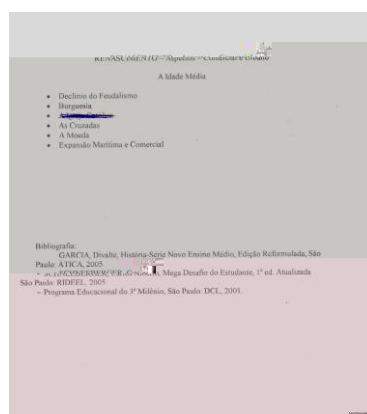 RENASCIMENTO – Aspectos –
A Idade Média
• Declínio do Feudalismo
• Burguesia
• As Cruzadas
• A Moeda
• Expansão Marítima e Comercial
Bibliografia:
GARCIA, Divalte, História-Série Novo Ensino Médio, Edição Reformulada, São
Paulo: ÁTICA, 2005.
– Mega Desafio do Estudante, 1ª ed. Atualizada
São Paulo: RIDEEL, 2005.
– Programa Educacional do 3º Milênio, São Paulo: DCL, 2001.